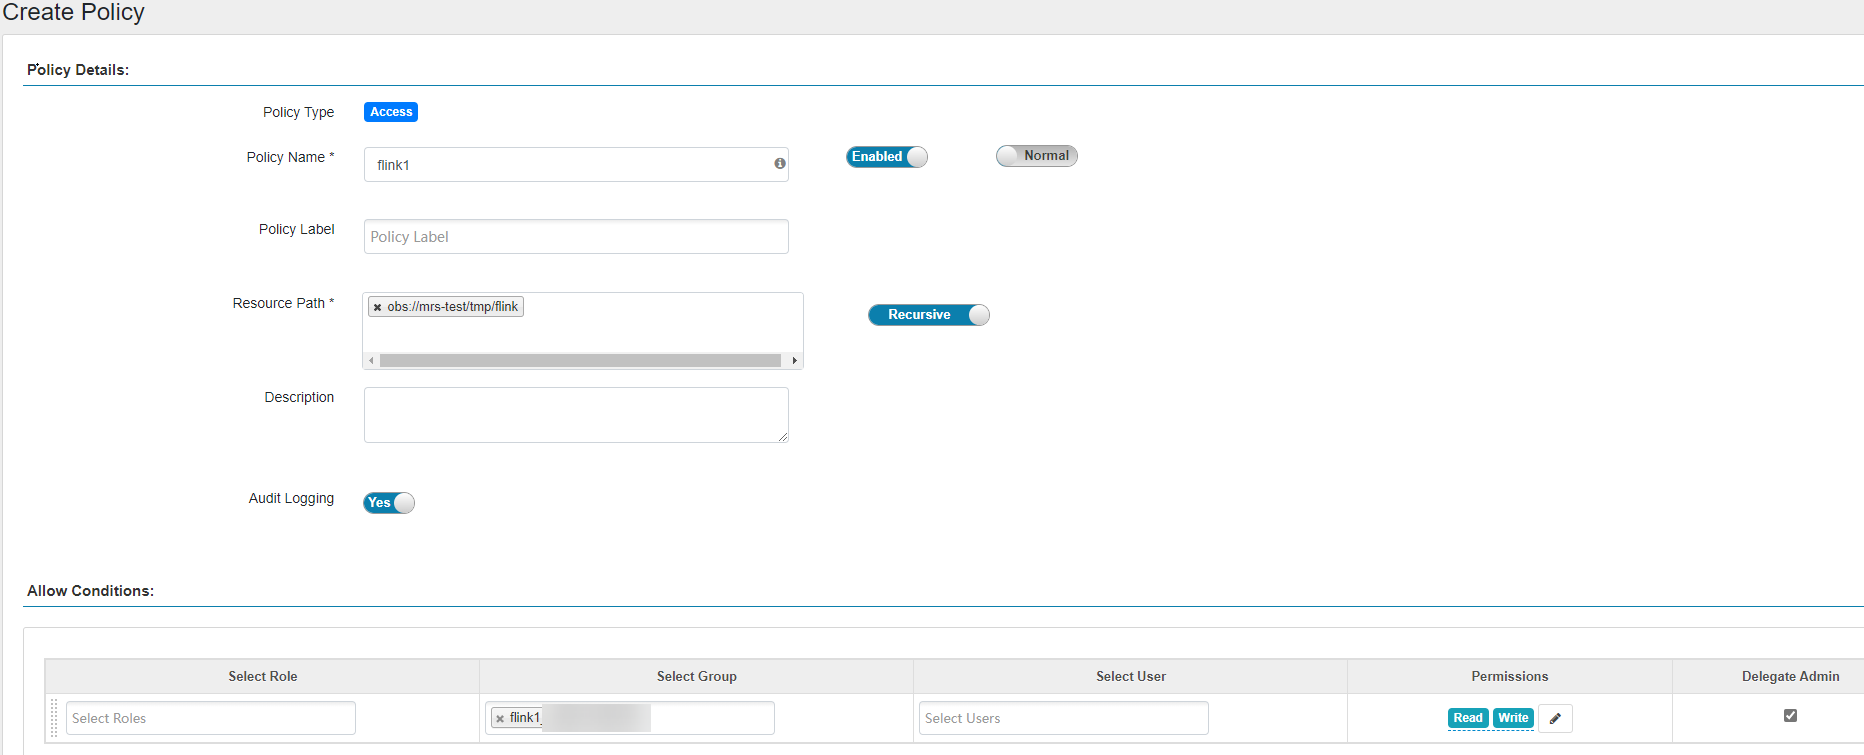 Create Policy
Policy Details:
Policy Type Access
Policy Name * flink1 Enabled Normal
Policy Label Policy Label
Resource Path * obs://mrs-test/tmp/flink Recursive
Description
Audit Logging Yes
Allow Conditions:
Select Role Select Group Select User Permissions Delegate Admin
Select Roles flink1_ Select Users Read Write